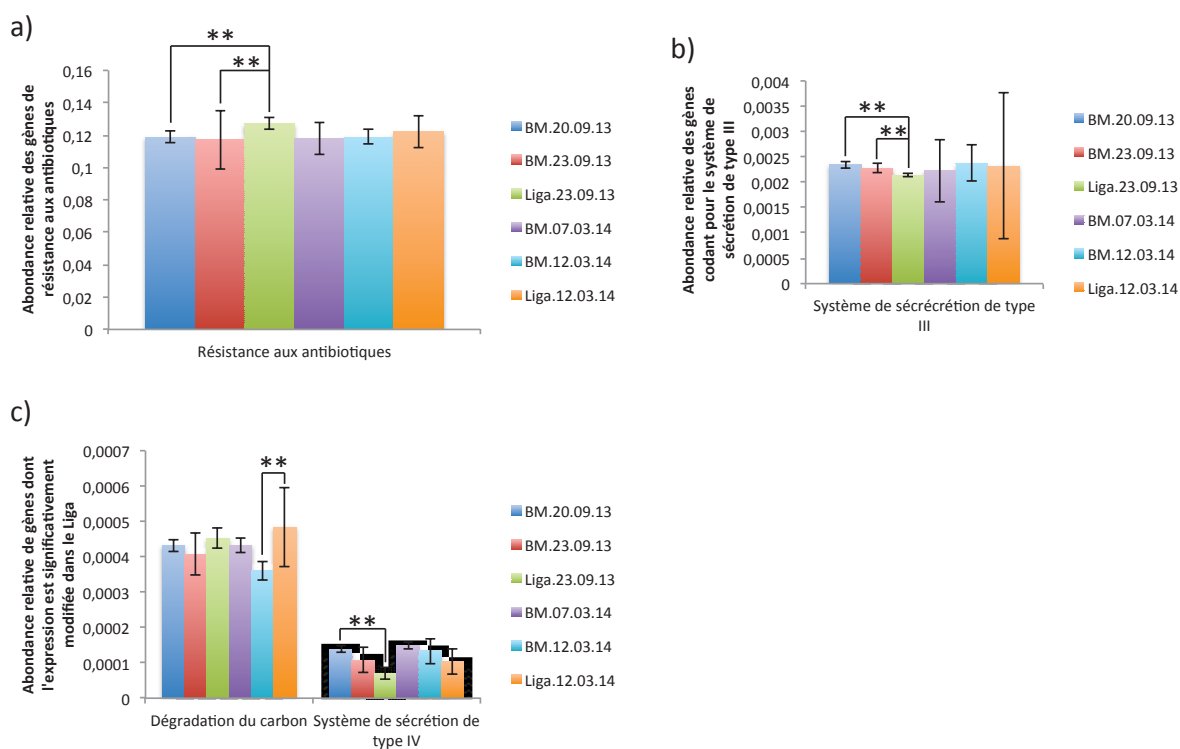 a)
Abondance relative des gènes de
résistance aux antibiotiques
0,16
0,14
0,12
0,10
0,08
0,06
0,04
0,02
0
**
**
Résistance aux antibiotiques
BM.20.09.13
BM.23.09.13
Liga.23.09.13
BM.07.03.14
BM.12.03.14
Liga.12.03.14
b)
Abondance relative des gènes
codant pour le système de
sécrétion de type III
0,004
0,0035
0,003
0,0025
0,002
0,0015
0,001
0,0005
0
**
**
Système de sécrécrétion de type
III
BM.20.09.13
BM.23.09.13
Liga.23.09.13
BM.07.03.14
BM.12.03.14
Liga.12.03.14
c)
Abondance relative de gènes dont
l'expression est significativement
modifiée dans le Liga
0,0007
0,0006
0,0005
0,0004
0,0003
0,0002
0,0001
0
**
**
Dégradation du carbon
Système de sécrétion de
type IV
BM.20.09.13
BM.23.09.13
Liga.23.09.13
BM.07.03.14
BM.12.03.14
Liga.12.03.14